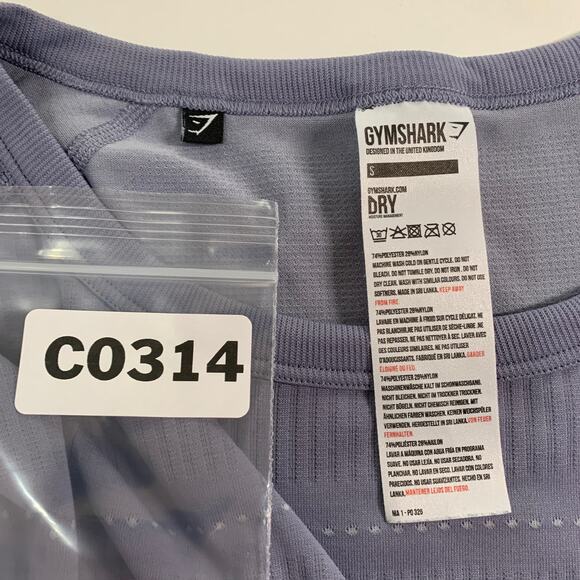 GYMSHARK
DESIGNED IN THE UNITED KINGDOM
S
GYMSHARK.COM
DRY
MOISTURE MANAGEMENT
74%POLYESTER 26%NYLON
MACHINE WASH COLD ON GENTLE CYCLE. DO NOT
BLEACH. DO NOT TUMBLE DRY. DO NOT IRON. DO NOT
DRY CLEAN. WASH WITH SIMILAR COLOURS. DO NOT USE
SOFTNERS. MADE IN SRI LANKA. KEEP AWAY
FROM FIRE.
74%POLYESTER 26%NYLON
LAVABE EN MACHINE À FROID SUR CYCLE DÉLICAT. NE
PAS BLANCHIR.NE PAS UTILISER DE SÈCHE-LINGE .NE
PAS REPASSER. NE PAS NETTOYER À SEC. LAVER AVEC
DES COULEURS SIMILAIRES. NE PAS UTILISER
D'ADOUCISSANTS. FABRIQUÉ EN SRI LANKA. GARDER
ÉLOIGNÉ DU FEU.
74%POLYESTER 26%NYLON
MASCHINENWÄSCHE KALT IM SCHONWASCHGANG.
NICHT BLEICHEN. NICHT IM TROCKNER TROCKNEN.
NICHT BÜGELN. NICHT CHEMISCH REINIGEN. MIT
ÄHNLICHEN FARBEN WASCHEN. KEINEN WEICHSPÜLER
VERWENDEN. HERGESTELLT IN SRI LANKA.VON FEUER
FERNHALTEN
74%POLIÉSTER 26%NAILON
LAVAR A MÁQUINA CON AGUA FRÍA EN PROGRAMA
SUAVE. NO USAR LEJÍA. NO USAR SECADORA. NO
PLANCHAR. NO LAVAR EN SECO. LAVAR CON COLORES
PARECIDOS. NO USAR SUAVIZANTES. HECHO EN SRI
LANKA.MANTENER LEJOS DEL FUEGO.
MA 1 - PO 326
C0314